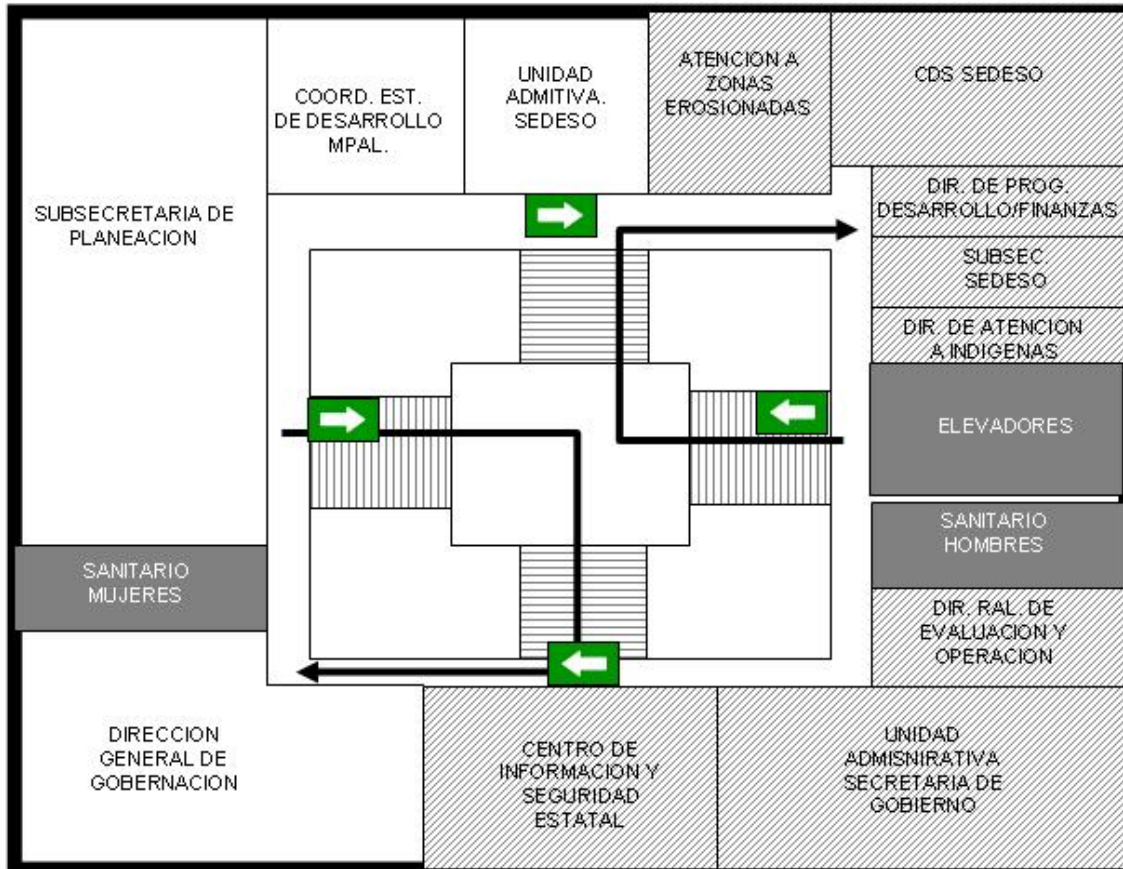 COORD. EST.
DE DESARROLLO
MPAL.
UNIDAD
ADMITIVA.
SEDESO
ATENCION A
ZONAS
EROSIONADAS
CDS SEDESO
SUBSECRETARIA DE
PLANEACION
DIR. DE PROG.
DESARROLLO/FINANZAS
SUBSEC
SEDESO
DIR. DE ATENCION
A INDIGENAS
ELEVADORES
SANITARIO
HOMBRES
SANITARIO
MUJERES
DIR. RAL. DE
EVALUACION Y
OPERACION
DIRECCION
GENERAL DE
GOBERNACION
CENTRO DE
INFORMACION Y
SEGURIDAD
ESTATAL
UNIDAD
ADMISNIRATIVA
SECRETARIA DE
GOBIERNO